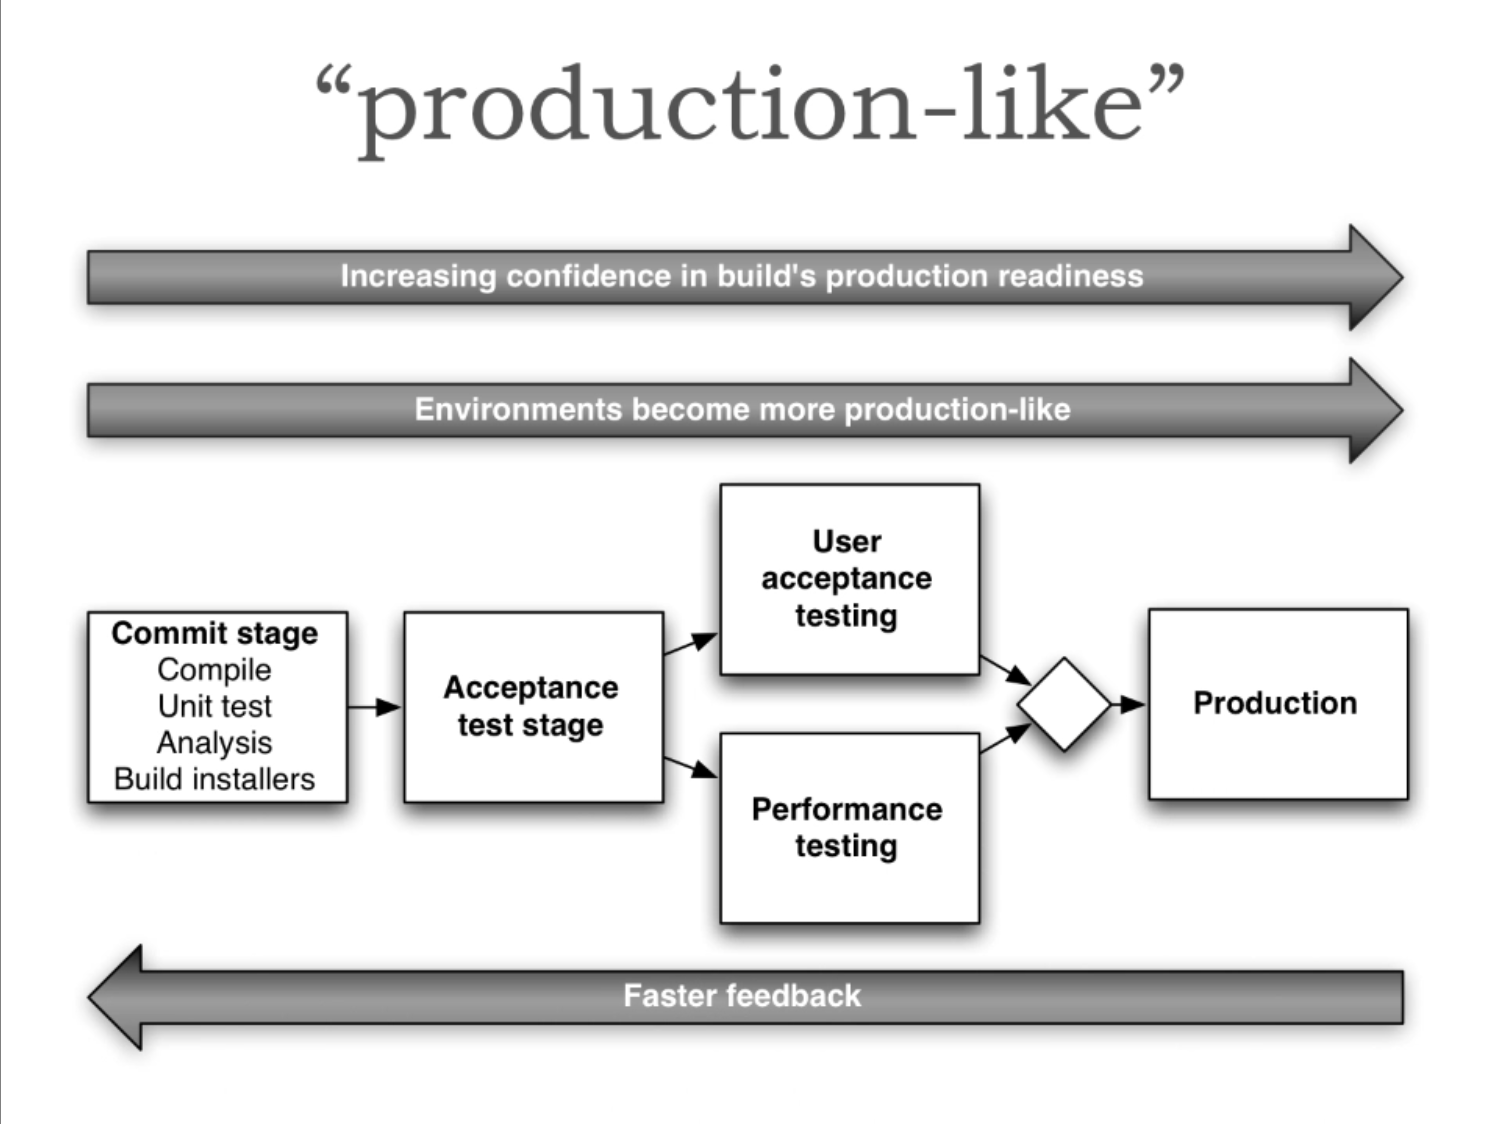 “production-like”
Increasing confidence in build's production readiness
Environments become more production-like
Commit stage
Compile
Unit test
Analysis
Build installers
Acceptance
test stage
User
acceptance
testing
Performance
testing
Production
Faster feedback